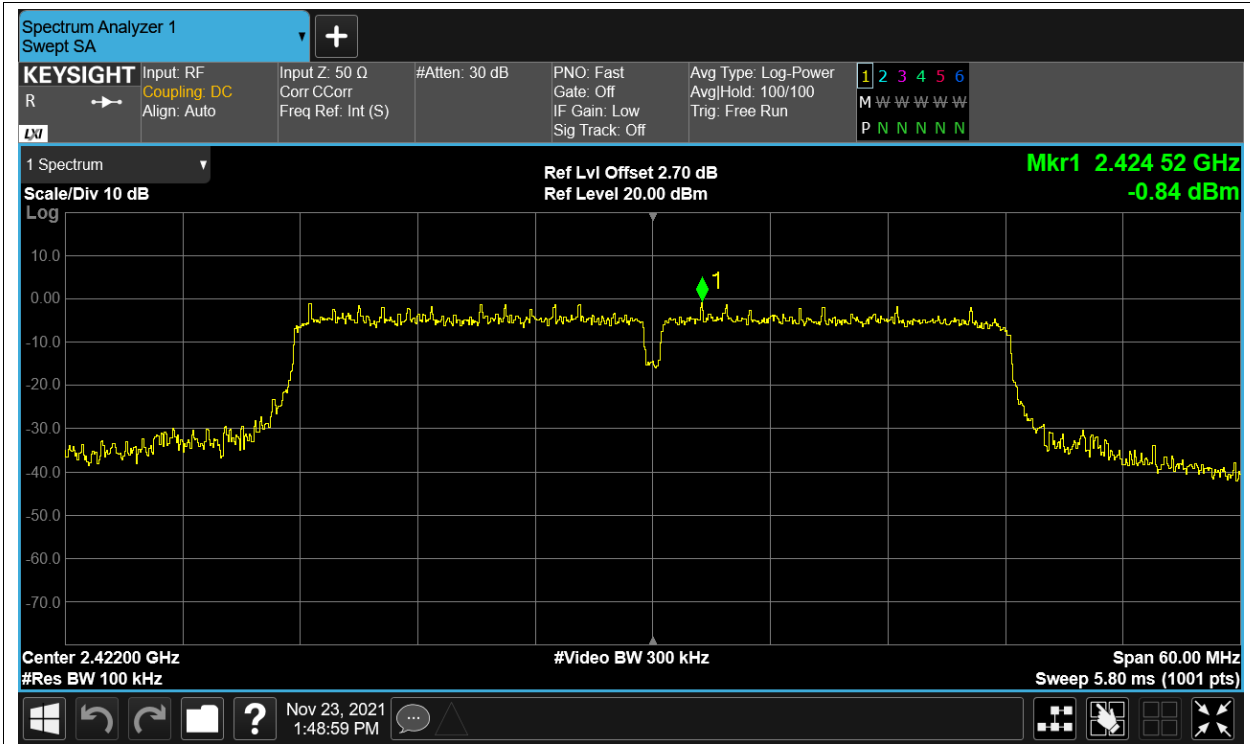 Spectrum Analyzer 1
Swept SA
+
KEYSIGHT
R
LXI
Input: RF
Coupling: DC
Align: Auto
Input Z: 50 Ω
Corr CCorr
Freq Ref: Int (S)
#Atten: 30 dB
PNO: Fast
Gate: Off
IF Gain: Low
Sig Track: Off
Avg Type: Log-Power
Avg|Hold: 100/100
Trig: Free Run
1 2 3 4 5 6
M W W W W W
P N N N N N
1 Spectrum
Scale/Div 10 dB
Log
Ref Lvl Offset 2.70 dB
Ref Level 20.00 dBm
Mkr1 2.424 52 GHz
-0.84 dBm
1
10.0
0.00
-10.0
-20.0
-30.0
-40.0
-50.0
-60.0
-70.0
Center 2.42200 GHz
#Res BW 100 kHz
#Video BW 300 kHz
Span 60.00 MHz
Sweep 5.80 ms (1001 pts)
?
Nov 23, 2021
1:48:59 PM